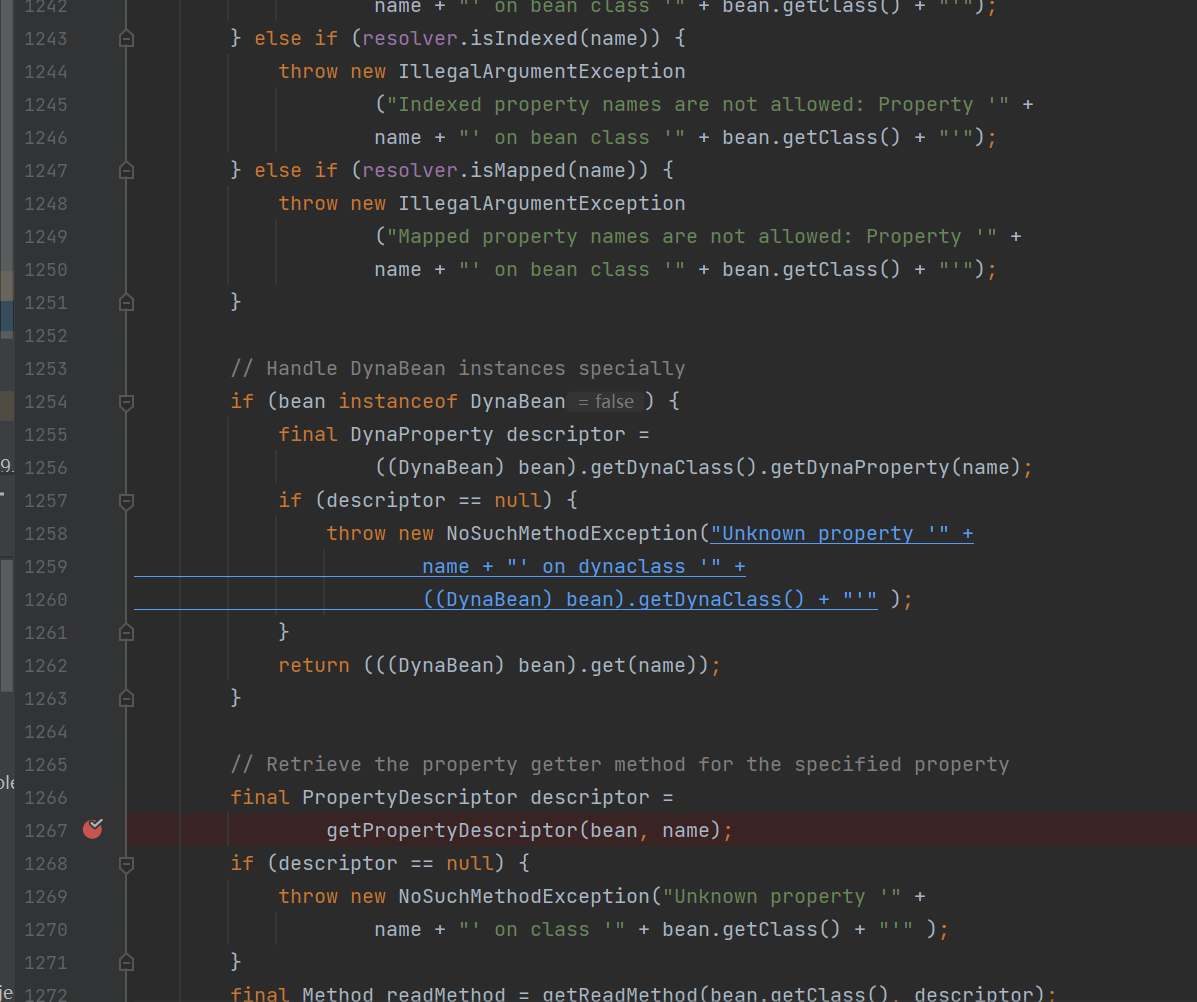 1242 name + "' on bean class '" + bean.getClass() + "'");
1243 } else if (resolver.isIndexed(name)) {
1244 throw new IllegalArgumentException
1245 ("Indexed property names are not allowed: Property '" +
1246 name + "' on bean class '" + bean.getClass() + "'");
1247 } else if (resolver.isMapped(name)) {
1248 throw new IllegalArgumentException
1249 ("Mapped property names are not allowed: Property '" +
1250 name + "' on bean class '" + bean.getClass() + "'");
1251 }
1252
1253 // Handle DynaBean instances specially
1254 if (bean instanceof DynaBean = false ) {
1255 final DynaProperty descriptor =
1256 ((DynaBean) bean).getDynaClass().getDynaProperty(name);
1257 if (descriptor == null) {
1258 throw new NoSuchMethodException("Unknown property '" +
1259 name + "' on dynaclass '" +
1260 ((DynaBean) bean).getDynaClass() + "'" );
1261 }
1262 return (((DynaBean) bean).get(name));
1263 }
1264
1265 // Retrieve the property getter method for the specified property
1266 final PropertyDescriptor descriptor =
1267 getPropertyDescriptor(bean, name);
1268 if (descriptor == null) {
1269 throw new NoSuchMethodException("Unknown property '" +
1270 name + "' on class '" + bean.getClass() + "'" );
1271 }
1272 final Method readMethod = getReadMethod(bean.getClass(), descriptor);